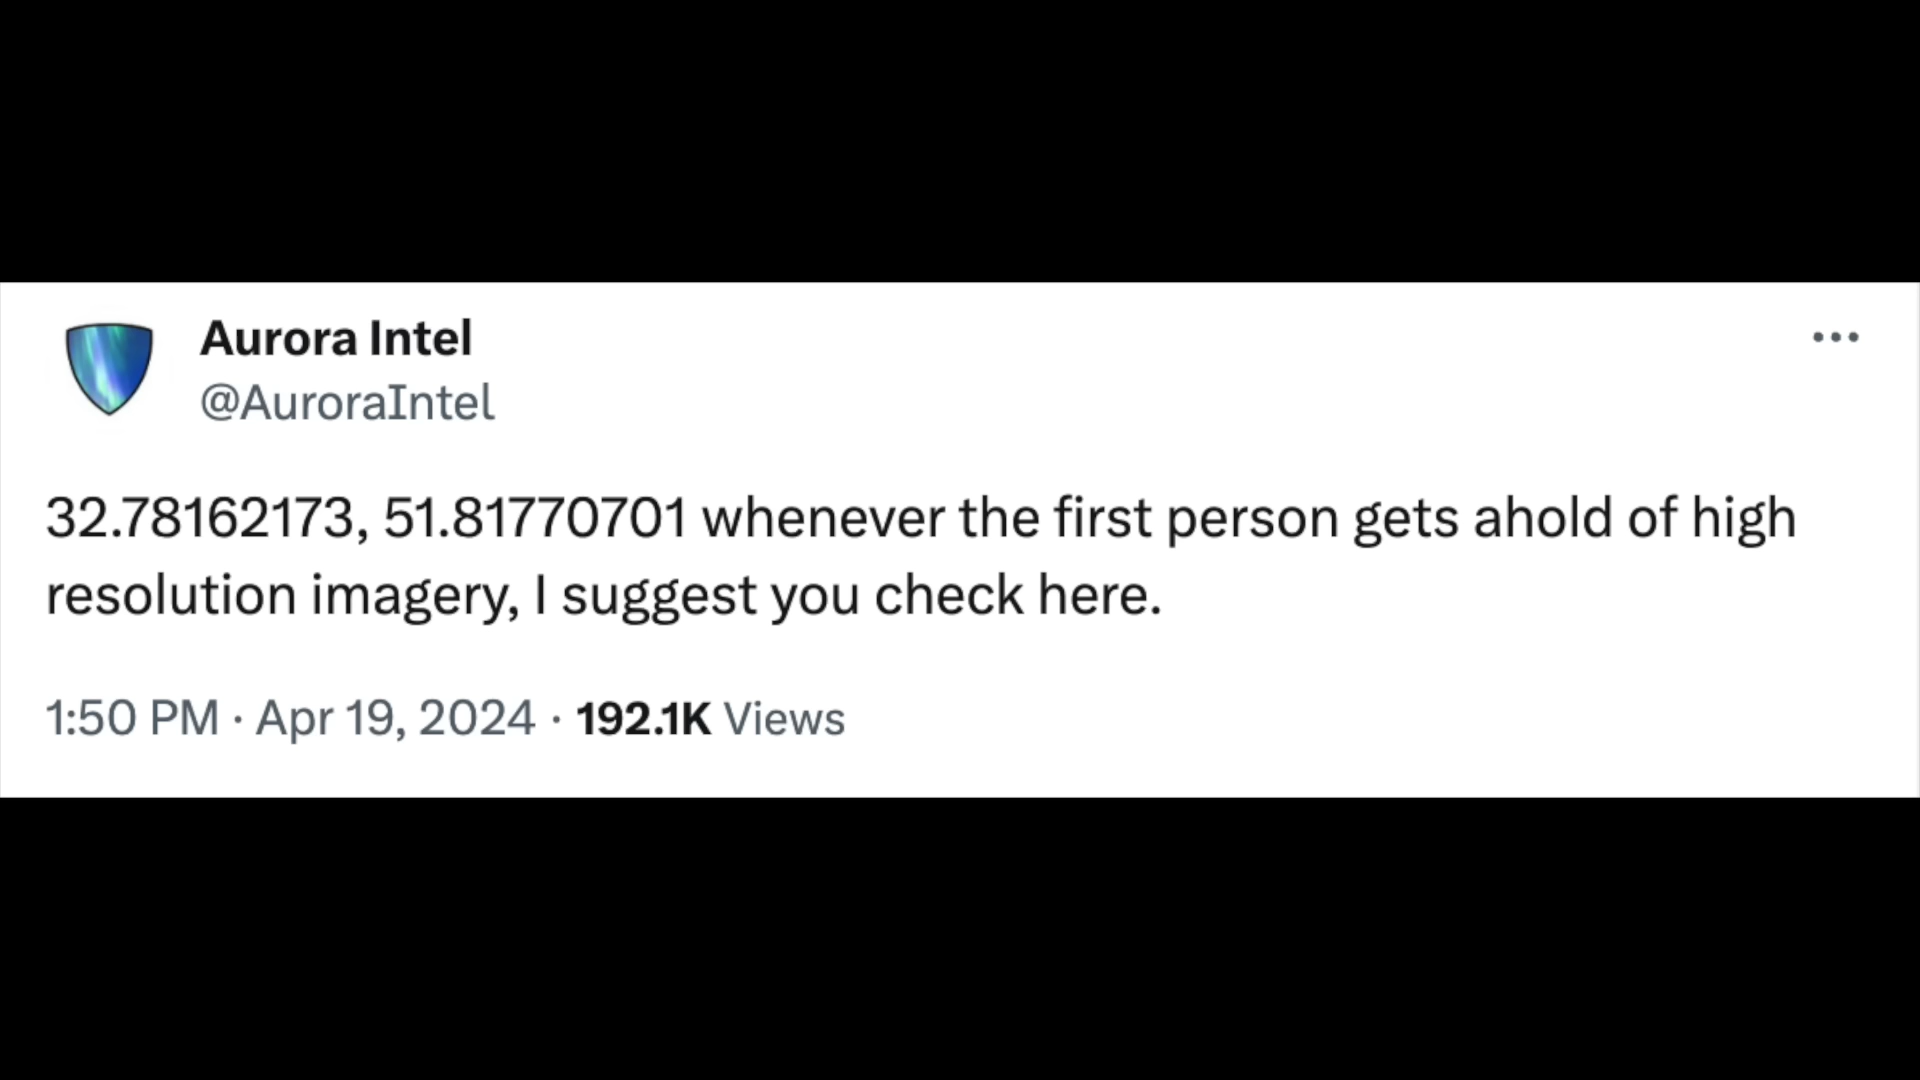 Aurora Intel
@AuroraIntel
32.78162173, 51.81770701 whenever the first person gets ahold of high
resolution imagery, I suggest you check here.
1:50 PM · Apr 19, 2024 · 192.1K Views